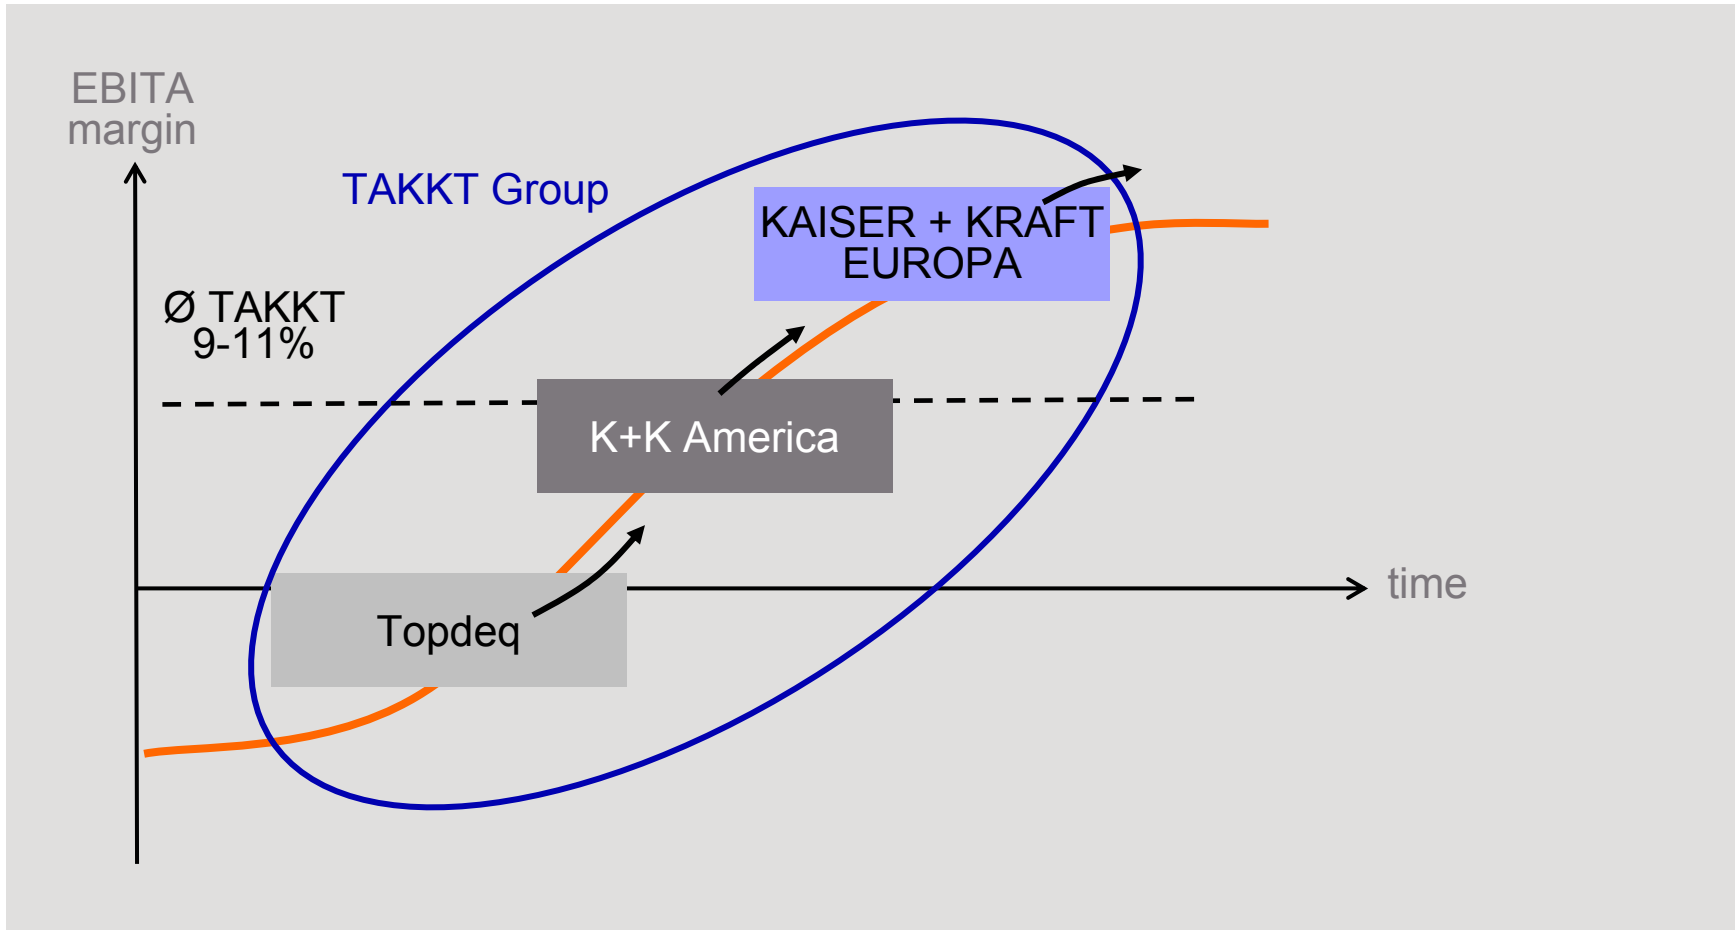 EBITA
margin
TAKKT Group
KAISER + KRAFT
EUROPA
Ø TAKKT
9-11%
K+K America
time
Topdeq